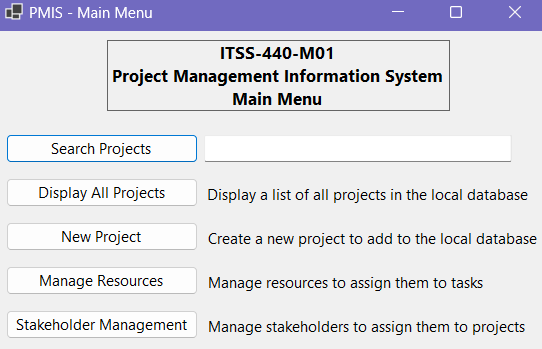 PMIS - Main Menu
ITSS-440-M01
Project Management Information System
Main Menu
Search Projects
Display All Projects Display a list of all projects in the local database
New Project Create a new project to add to the local database
Manage Resources Manage resources to assign them to tasks
Stakeholder Management Manage stakeholders to assign them to projects